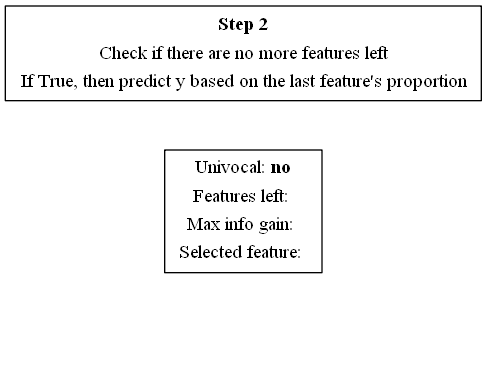 Step 2
Check if there are no more features left
If True, then predict y based on the last feature's proportion
Univocal: no
Features left:
Max info gain:
Selected feature: